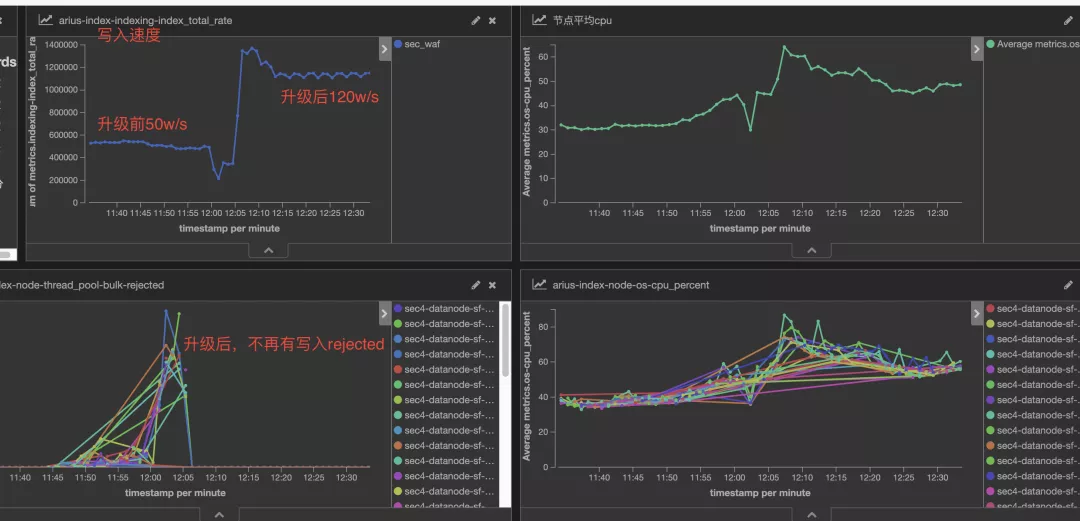 rds
arius-index-indexing-index_total_rate
写入速度
um of metrics.indexing-index_total_ra
1400000
1200000
1000000
800000
600000
400000
200000
0
升级前50w/s
升级后120w/s
11:40 11:45 11:50 11:55 12:00 12:05 12:10 12:15 12:20 12:25 12:30
timestamp per minute
sec_waf
节点平均cpu
Average metrics.os-cpu_percent
60
50
40
30
20
10
0
11:40 11:45 11:50 11:55 12:00 12:05 12:10 12:15 12:20 12:25 12:30
timestamp per minute
Average metrics.os
dex-node-thread_pool-bulk-rejected
升级后，不再有写入rejected
11:40 11:45 11:50 11:55 12:00 12:05 12:10 12:15 12:20 12:25 12:30
timestamp per minute
sec4-datanode-sf-...
sec4-datanode-sf-...
sec4-datanode-sf-...
sec4-datanode-sf-...
sec4-datanode-sf-...
sec4-datanode-sf-...
sec4-datanode-sf-...
sec4-datanode-sf-...
sec4-datanode-sf-...
sec4-datanode-sf-...
sec4-datanode-sf-...
sec4-datanode-sf-...
sec4-datanode-sf-...
arius-index-node-os-cpu_percent
Average metrics.os-cpu_percent
80
60
40
20
0
11:40 11:45 11:50 11:55 12:00 12:05 12:10 12:15 12:20 12:25 12:30
timestamp per minute
sec4-datanode-sf-
sec4-datanode-sf-
sec4-datanode-sf-
sec4-datanode-sf-
sec4-datanode-sf-
sec4-datanode-sf-
sec4-datanode-sf-
sec4-datanode-sf-
sec4-datanode-sf-
sec4-datanode-sf-
sec4-datanode-sf-
sec4-datanode-sf-
sec4-datanode-sf-